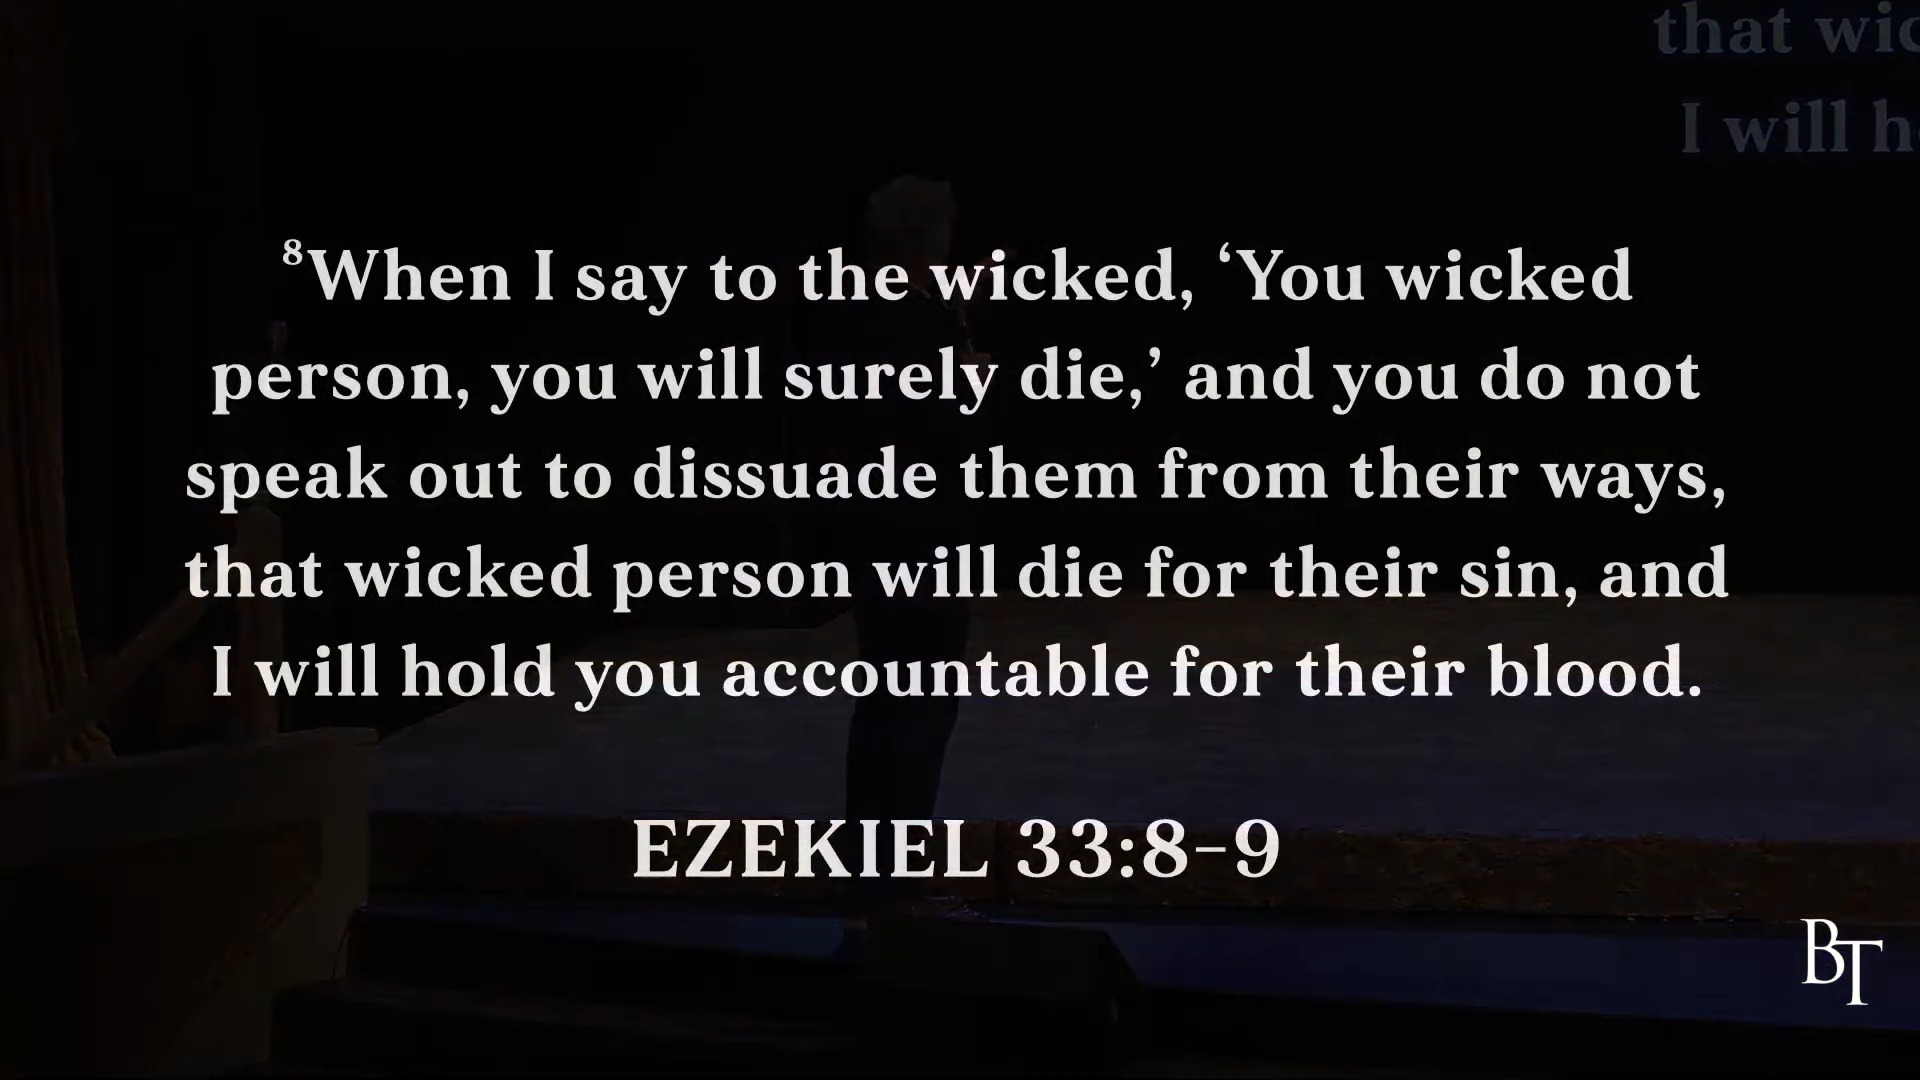 that wic
I will h
⁸When I say to the wicked, ‘You wicked
person, you will surely die,’ and you do not
speak out to dissuade them from their ways,
that wicked person will die for their sin, and
I will hold you accountable for their blood.
EZEKIEL 33:8–9
BT